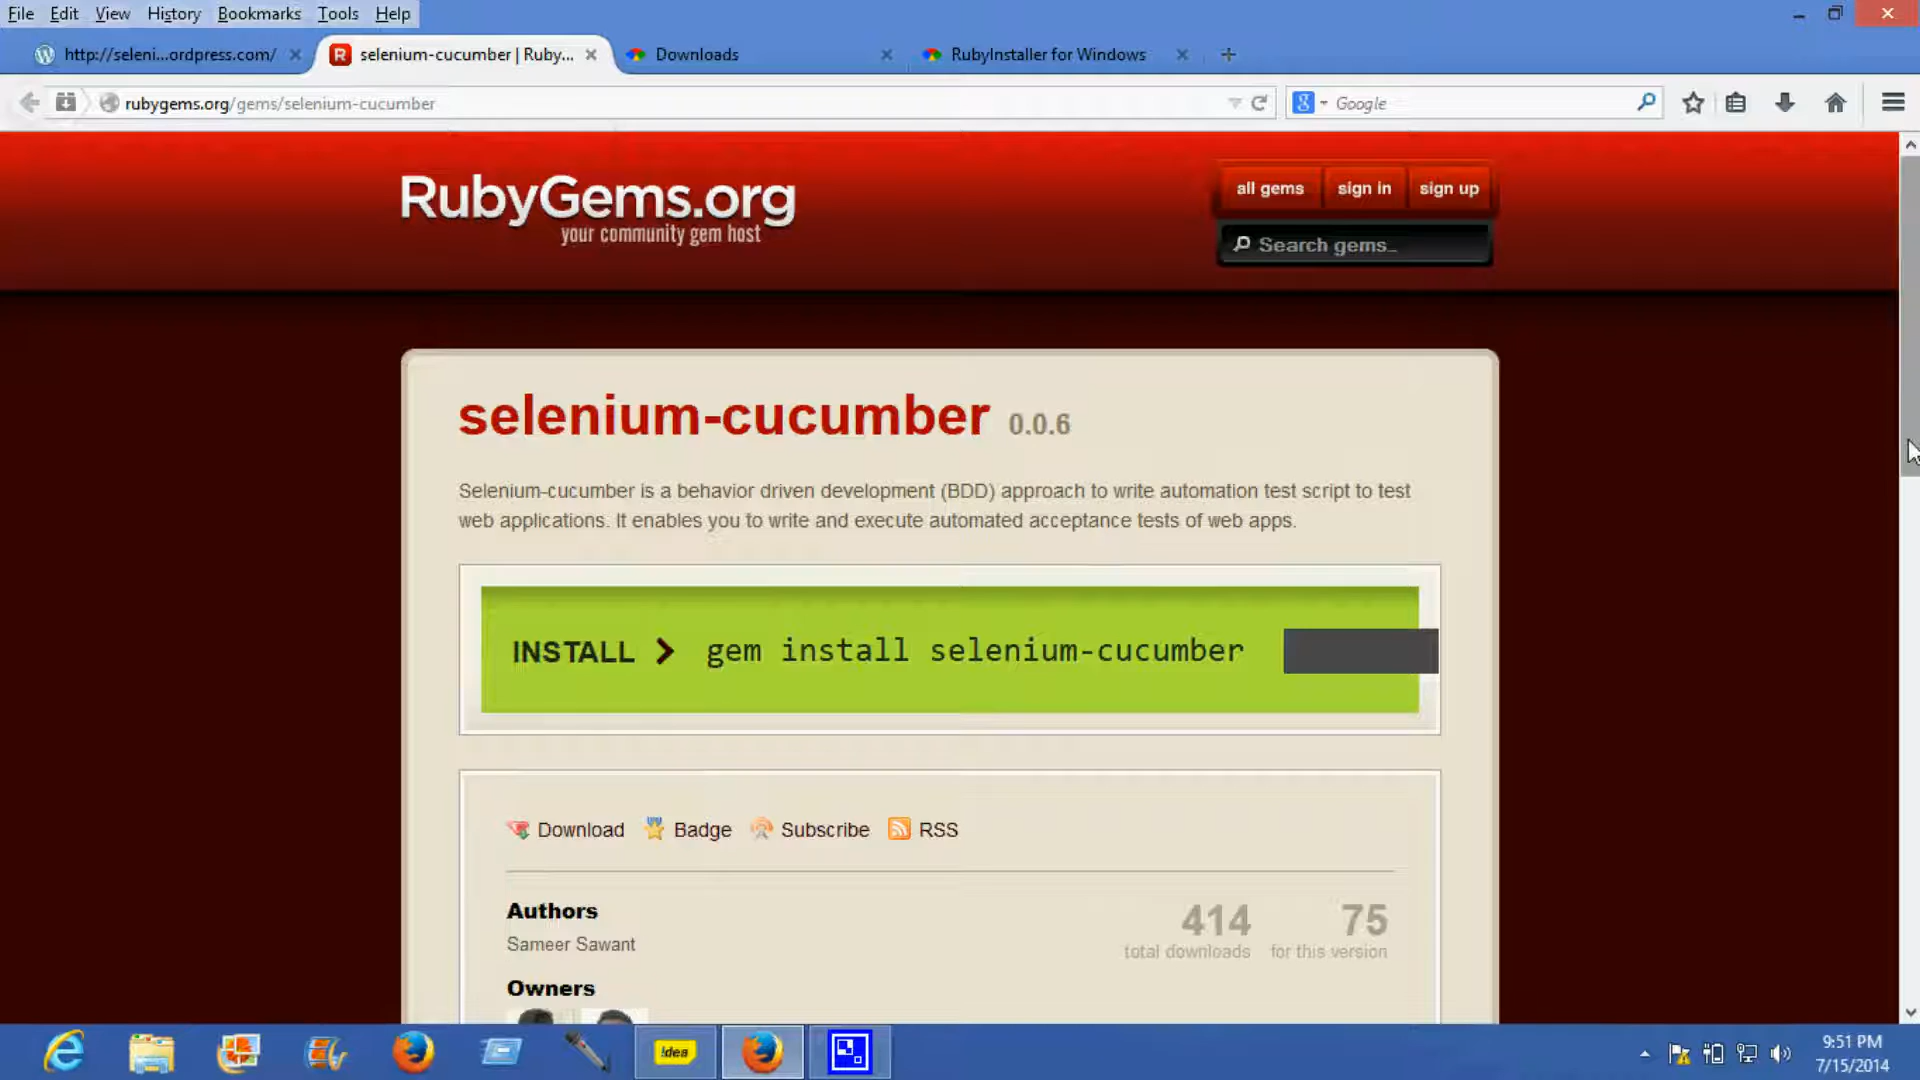 File Edit View History Bookmarks Tools Help
http://seleni...ordpress.com/ selenium-cucumber | Ruby... Downloads RubyInstaller for Windows
rubygems.org/gems/selenium-cucumber Google
RubyGems.org
your community gem host
all gems sign in sign up
Search gems_
selenium-cucumber 0.0.6
Selenium-cucumber is a behavior driven development (BDD) approach to write automation test script to test
web applications. It enables you to write and execute automated acceptance tests of web apps.
INSTALL gem install selenium-cucumber
Download Badge Subscribe RSS
Authors
Sameer Sawant
414 75
total downloads for this version
Owners
!dea
9:51 PM
7/15/2014